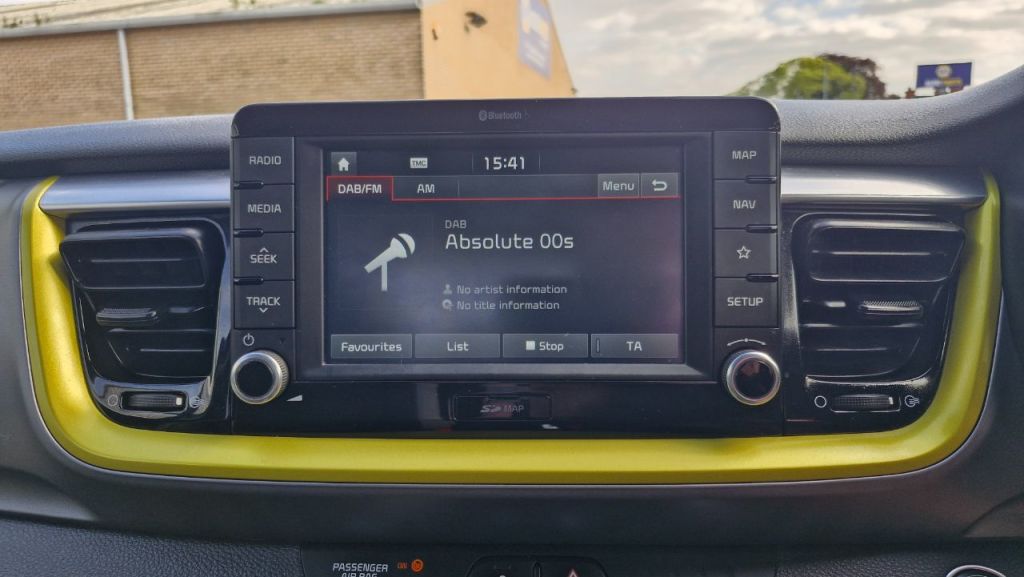 Bluetooth
RADIO
MEDIA
SEEK
TRACK
TMC 15:41
DAB/FM AM Menu
DAB
Absolute 00s
No artist information
No title information
Favourites List Stop TA
MAP
NAV
SETUP
SD MAP
PASSENGER ON
AIR BAG